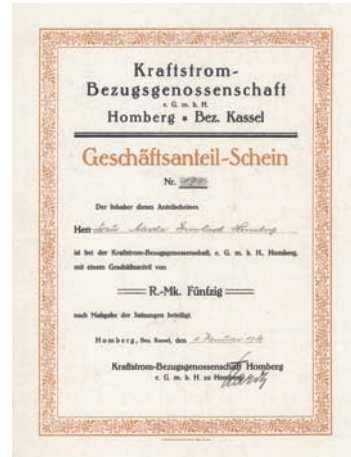 Kraftstrom-
Bezugsgenossenschaft
e. G. m. b. H.
Homberg * Bez. Kassel
Geschäftsanteil-Schein
Nr.
Der Inhaber dieses Anteilscheines
Herr
ist bei der Kraftstrom-Bezugsgenossenschaft, e. G. m. b. H., Homberg,
mit einem Geschäftsanteil von
R.-Mk. Fünfzig
nach Maßgabe der Satzungen beteiligt.
Homberg, Bez. Kassel, den
Kraftstrom-Bezugsgenossenschaft Homberg
e. G. m. b. H. zu Homberg